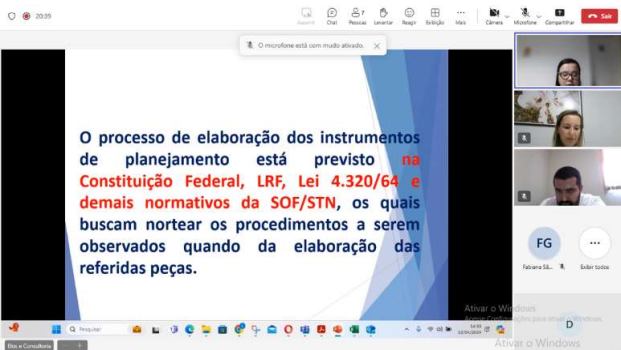 20:35
Chat
Pessoas
Levantar
Reagir
Exibição
Mais
Câmera
Microfone
Compartilhar
Sair
O microfone está com mudo ativado.
O processo de elaboração dos instrumentos
de planejamento está previsto na
Constituição Federal, LRF, Lei 4.320/64 e
demais normativos da SOF/STN, os quais
buscam nortear os procedimentos a serem
observados quando da elaboração das
referidas peças.
FG
Exibir todos
D
Ativar o Windows
Pesquisar
Ativar o Windows